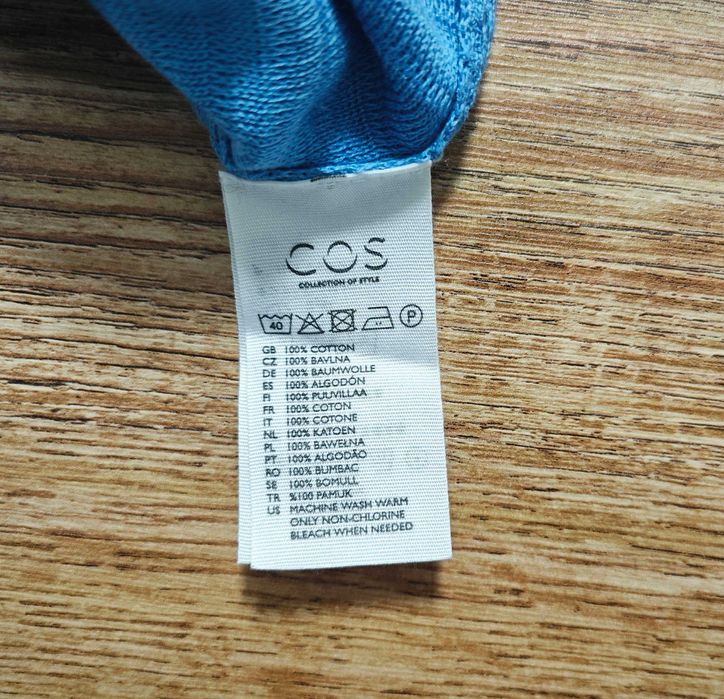 COS
COLLECTION OF STYLE
40 P
GB 100% COTTON
CZ 100% BAVLNA
DE 100% BAUMWOLLE
ES 100% ALGODÓN
FI 100% PUUVILLAA
FR 100% COTON
IT 100% COTONE
NL 100% KATOEN
PL 100% BAWEŁNA
PT 100% ALGODÃO
RO 100% BUMBAC
SE 100% BOMULL
TR %100 PAMUK
US MACHINE WASH WARM
ONLY NON-CHLORINE
BLEACH WHEN NEEDED